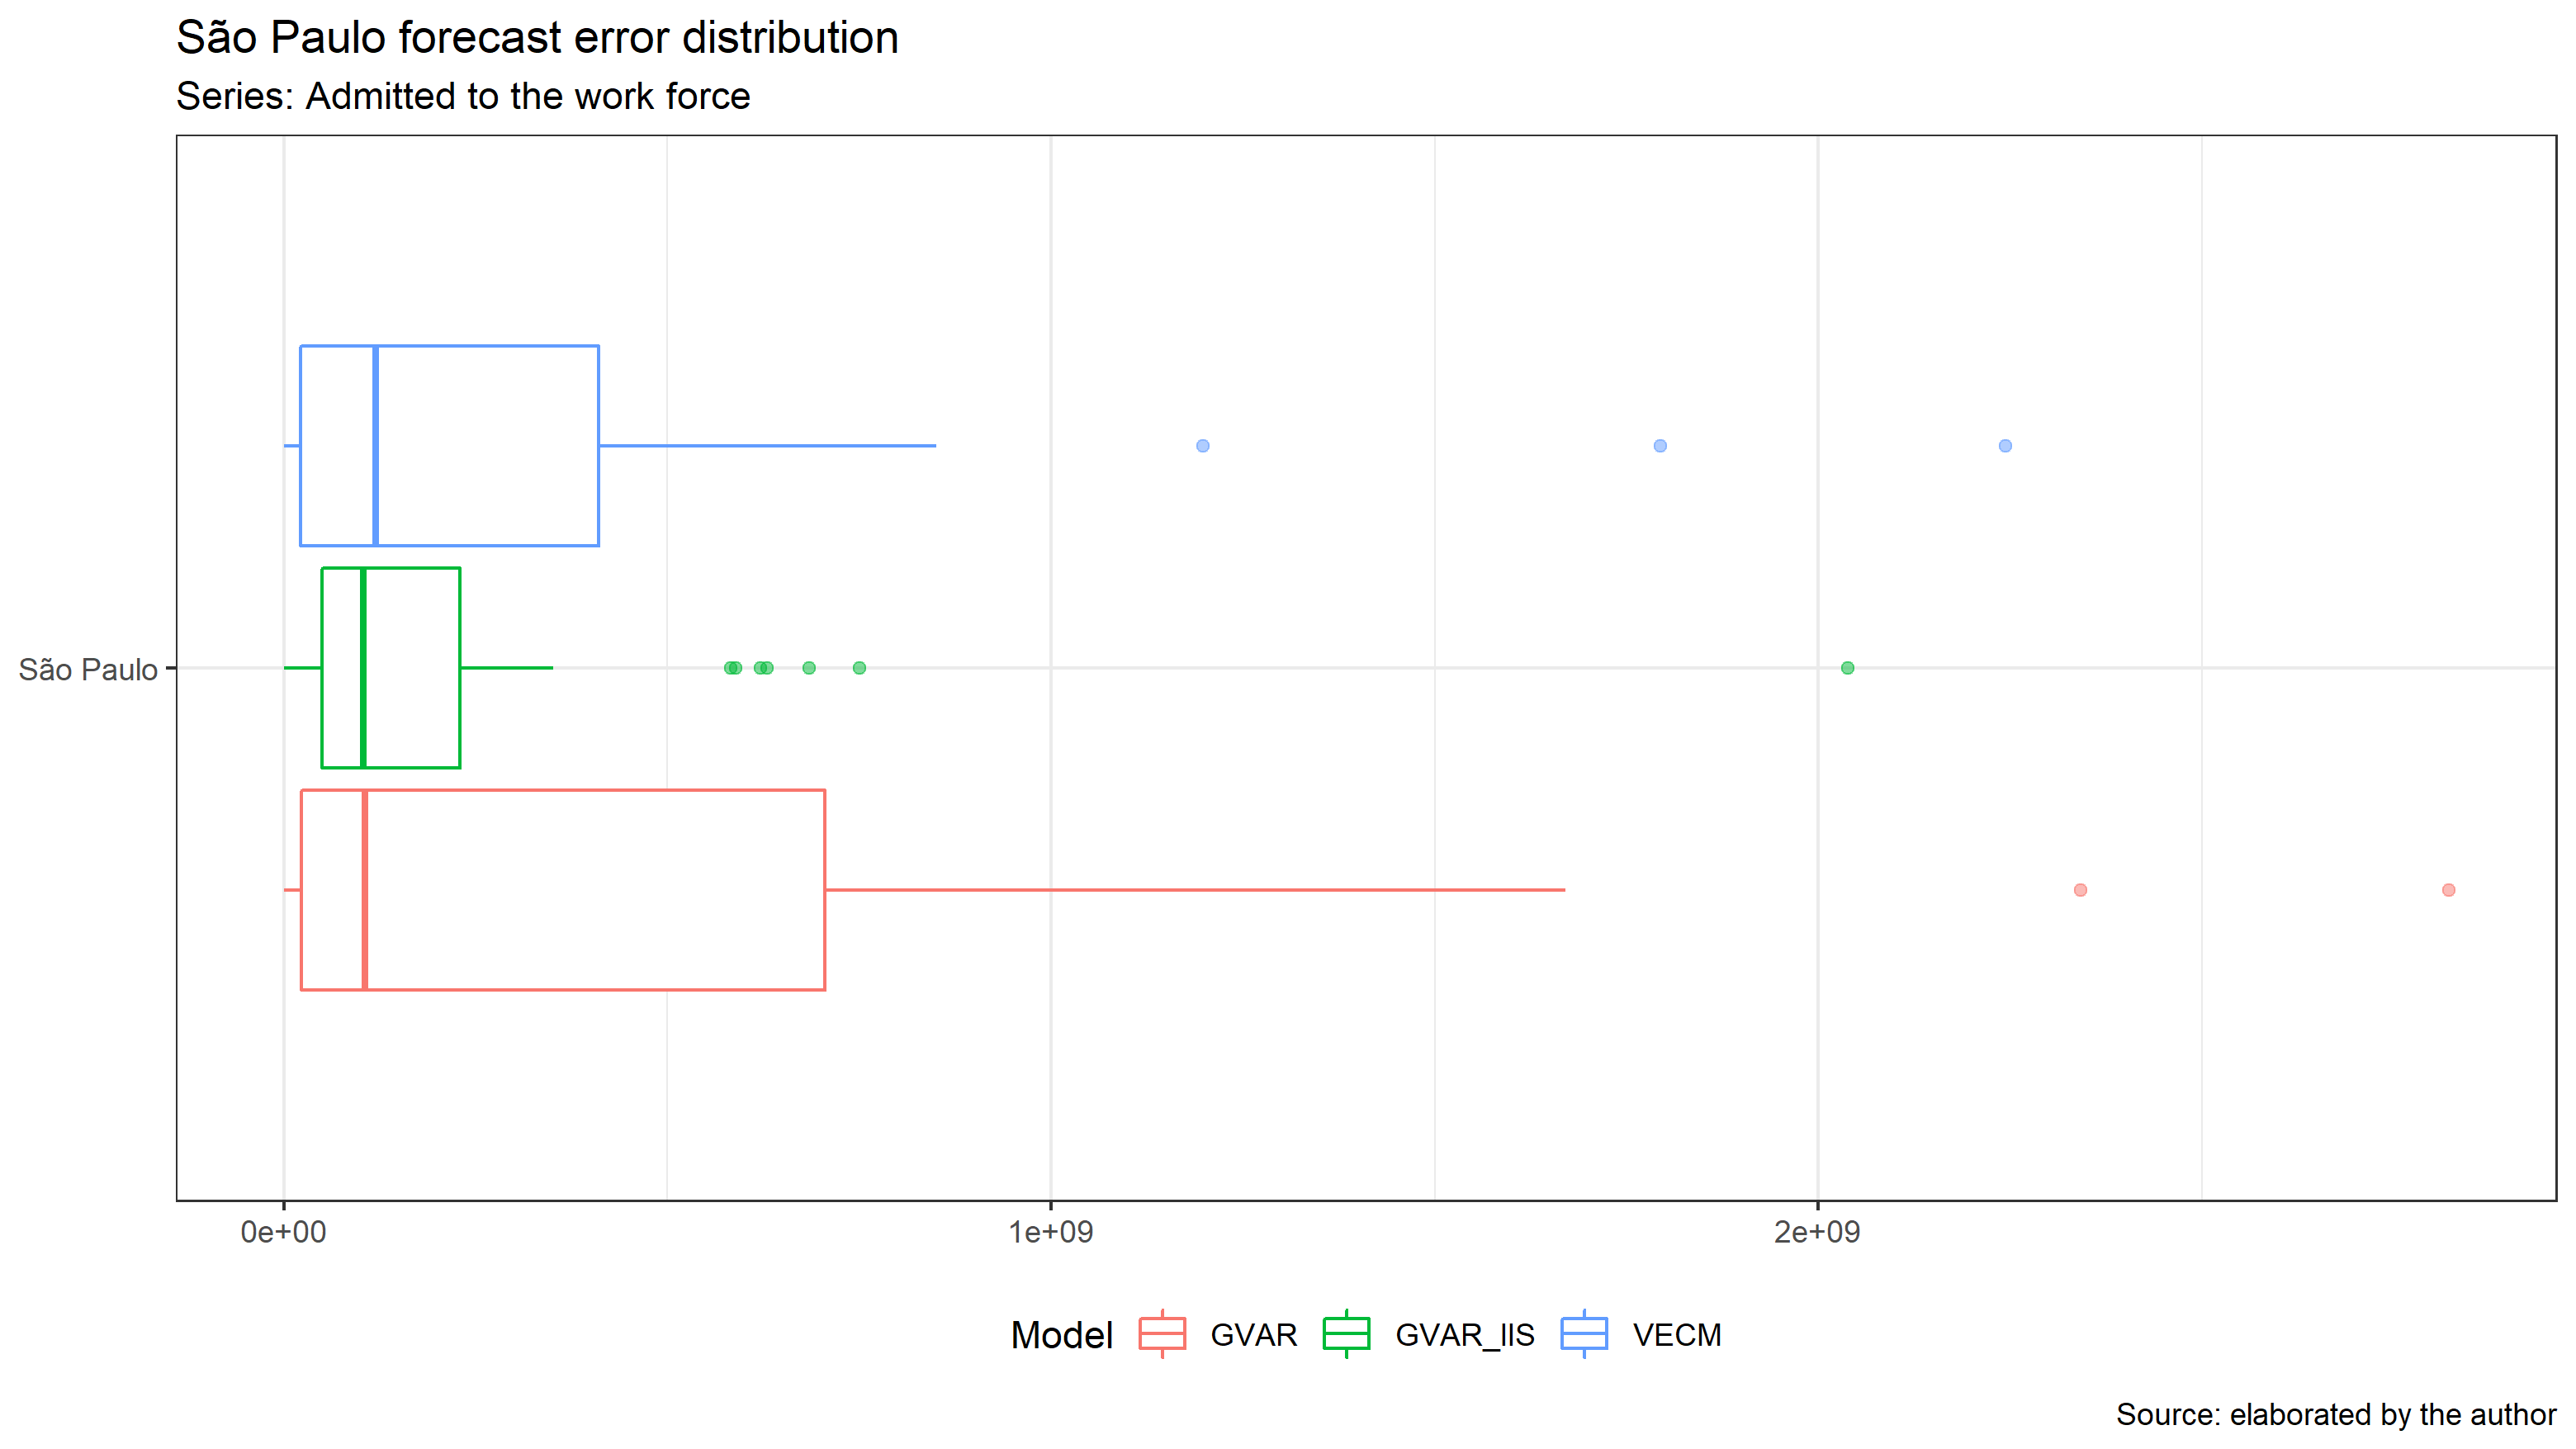 São Paulo forecast error distribution
Series: Admitted to the work force
São Paulo
0e+00 1e+09 2e+09
Model GVAR GVAR_IIS VECM
Source: elaborated by the author